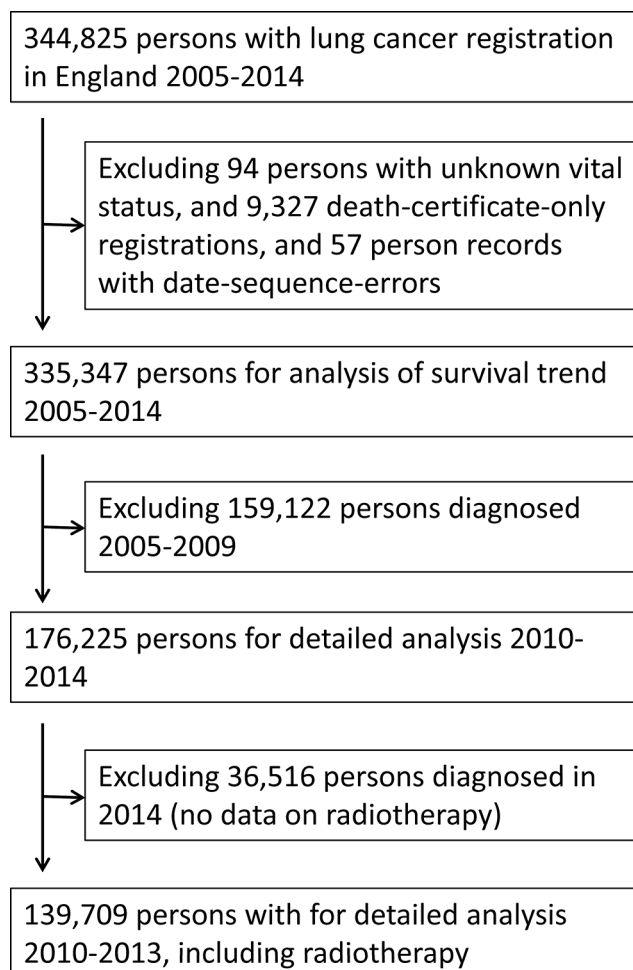 344,825 persons with lung cancer registration
in England 2005-2014
Excluding 94 persons with unknown vital
status, and 9,327 death-certificate-only
registrations, and 57 person records
with date-sequence-errors
335,347 persons for analysis of survival trend
2005-2014
Excluding 159,122 persons diagnosed
2005-2009
176,225 persons for detailed analysis 2010-
2014
Excluding 36,516 persons diagnosed in
2014 (no data on radiotherapy)
139,709 persons with for detailed analysis
2010-2013, including radiotherapy